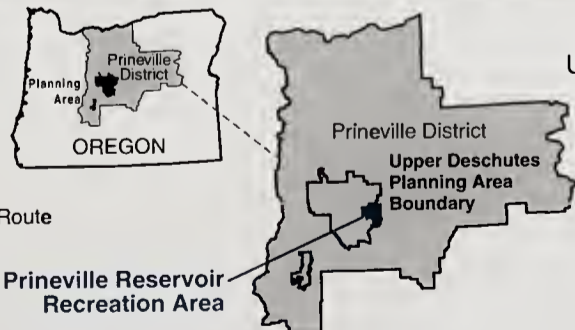 Prineville
District
Planning
Area
OREGON
U
Prineville District
Upper Deschutes
Planning Area
Boundary
Route
Prineville Reservoir
Recreation Area